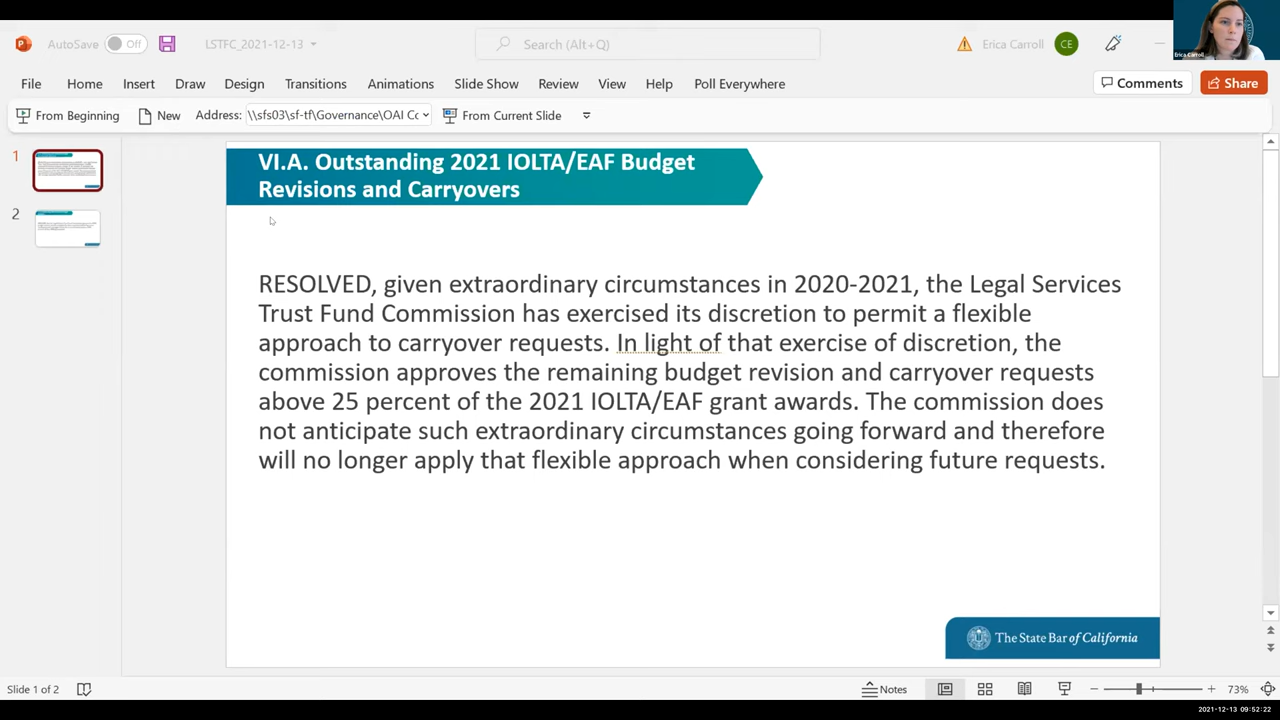 AutoSave Off
LSTFC_2021-12-13
Search (Alt+Q)
Erica Carroll CE
Erica Carroll
File Home Insert Draw Design Transitions Animations Slide Show Review View Help Poll Everywhere
Comments Share
From Beginning New Address: \\sfs03\sf-tf\Governance\OAI Cc From Current Slide
1
2
VI.A. Outstanding 2021 IOLTA/EAF Budget
Revisions and Carryovers
RESOLVED, given extraordinary circumstances in 2020-2021, the Legal Services
Trust Fund Commission has exercised its discretion to permit a flexible
approach to carryover requests. In light of that exercise of discretion, the
commission approves the remaining budget revision and carryover requests
above 25 percent of the 2021 IOLTA/EAF grant awards. The commission does
not anticipate such extraordinary circumstances going forward and therefore
will no longer apply that flexible approach when considering future requests.
The State Bar of California
Slide 1 of 2
Notes
73%
2021-12-13 09:52:22